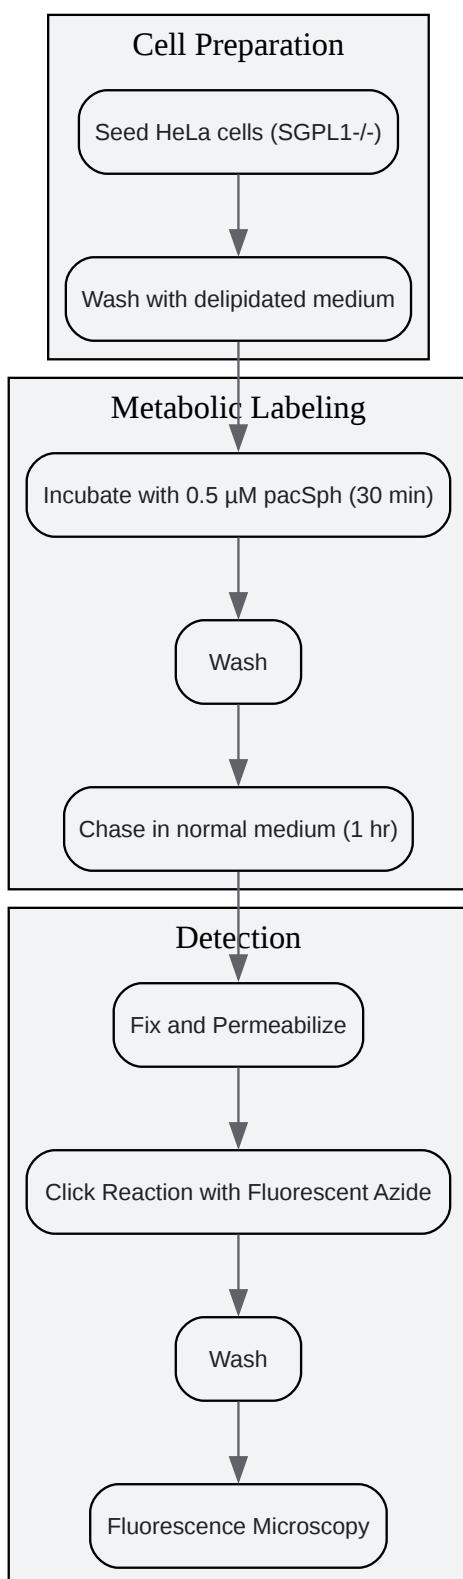 Cell Preparation
Seed HeLa cells (SGPL1-/-)
Wash with delipidated medium
Metabolic Labeling
Incubate with 0.5 µM pacSph (30 min)
Wash
Chase in normal medium (1 hr)
Detection
Fix and Permeabilize
Click Reaction with Fluorescent Azide
Wash
Fluorescence Microscopy